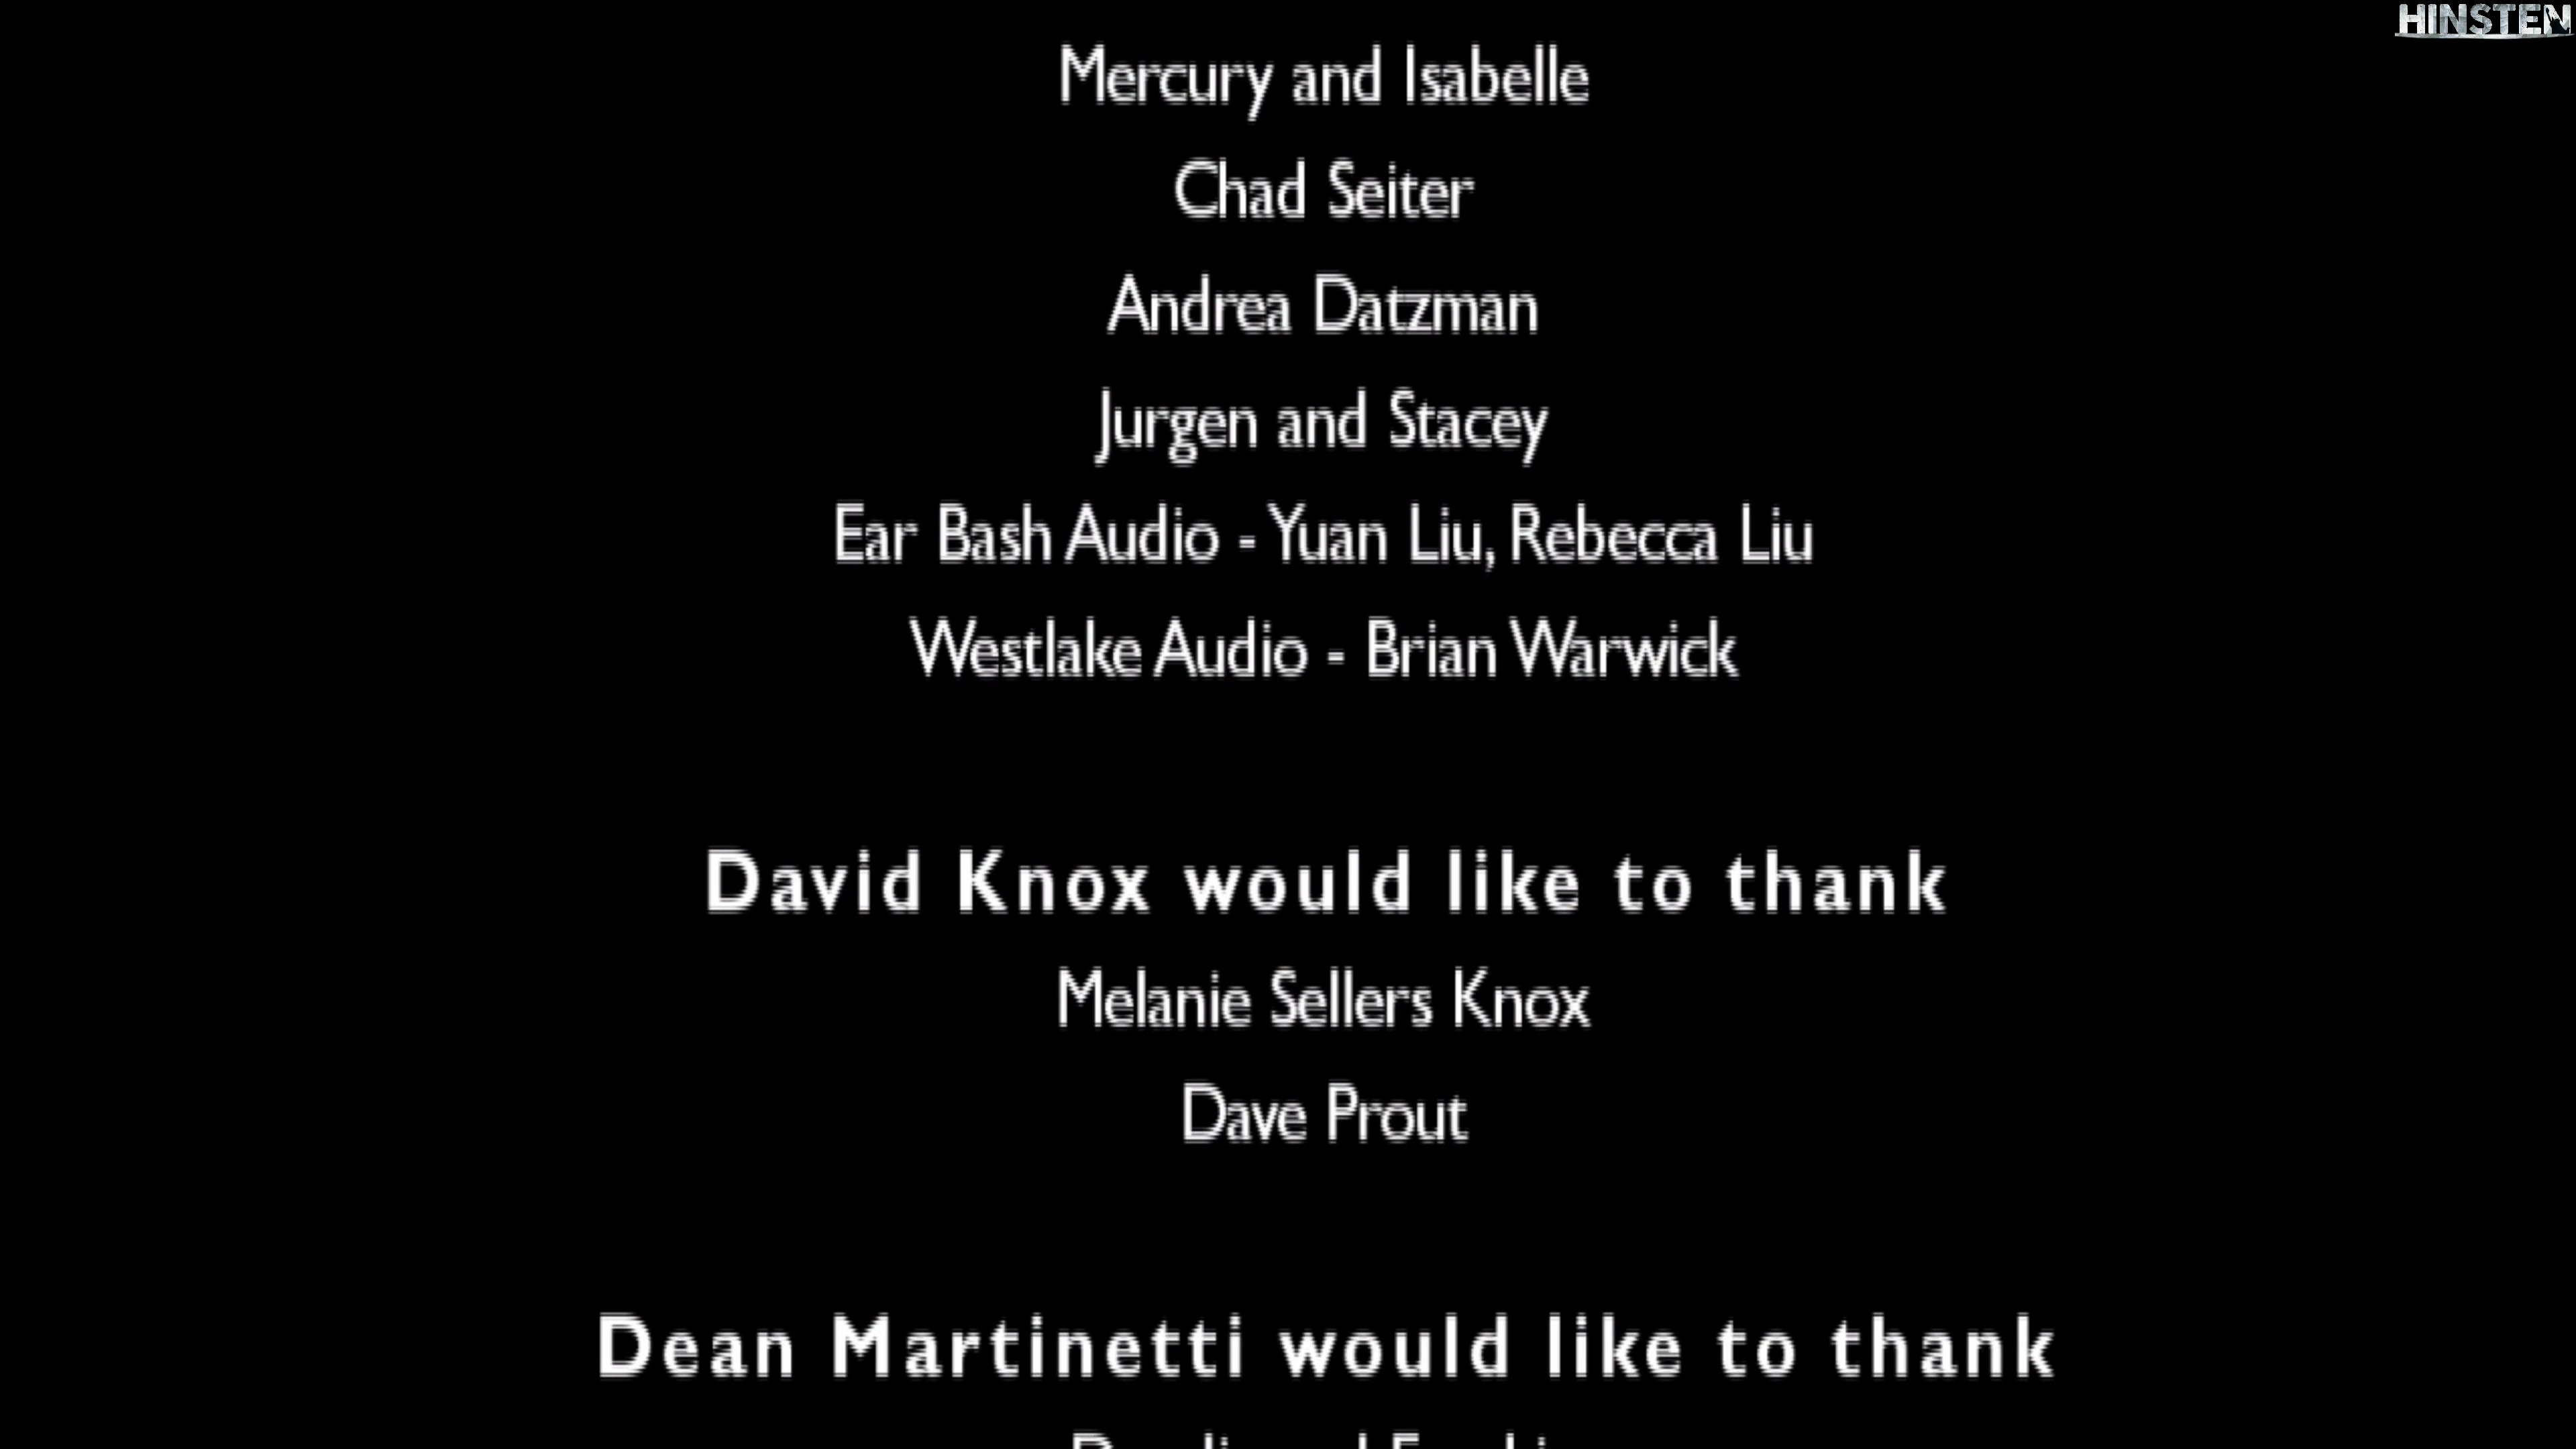 HINSTEN
Mercury and Isabelle
Chad Seiter
Andrea Datzman
Jurgen and Stacey
Ear Bash Audio - Yuan Liu, Rebecca Liu
Westlake Audio - Brian Warwick
David Knox would like to thank
Melanie Sellers Knox
Dave Prout
Dean Martinetti would like to thank